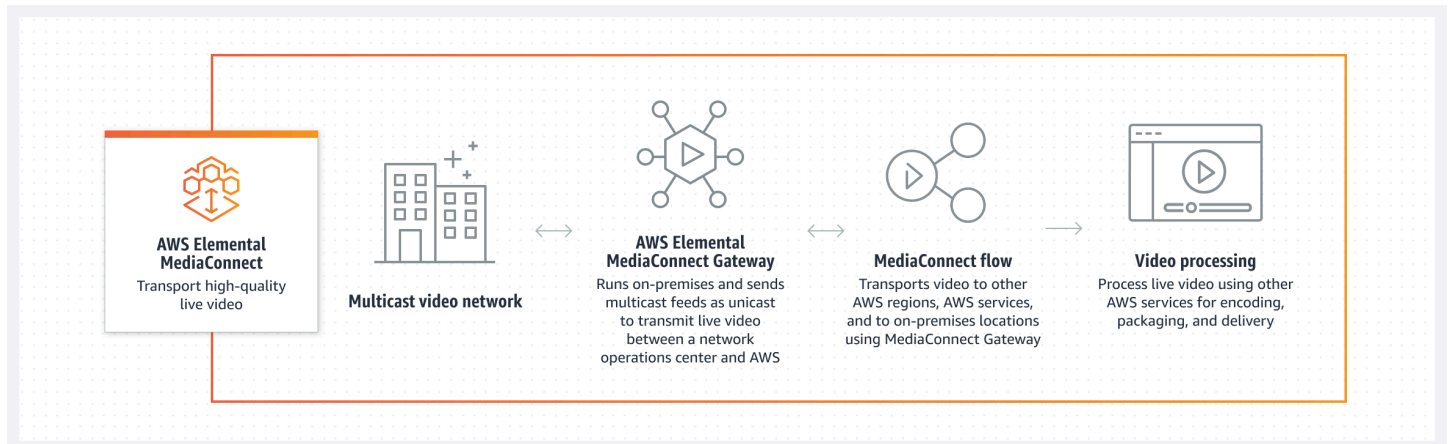 AWS Elemental
MediaConnect
Transport high-quality
live video
Multicast video network
AWS Elemental
MediaConnect Gateway
Runs on-premises and sends
multicast feeds as unicast
to transmit live video
between a network
operations center and AWS
MediaConnect flow
Transports video to other
AWS regions, AWS services,
and to on-premises locations
using MediaConnect Gateway
Video processing
Process live video using other
AWS services for encoding,
packaging, and delivery